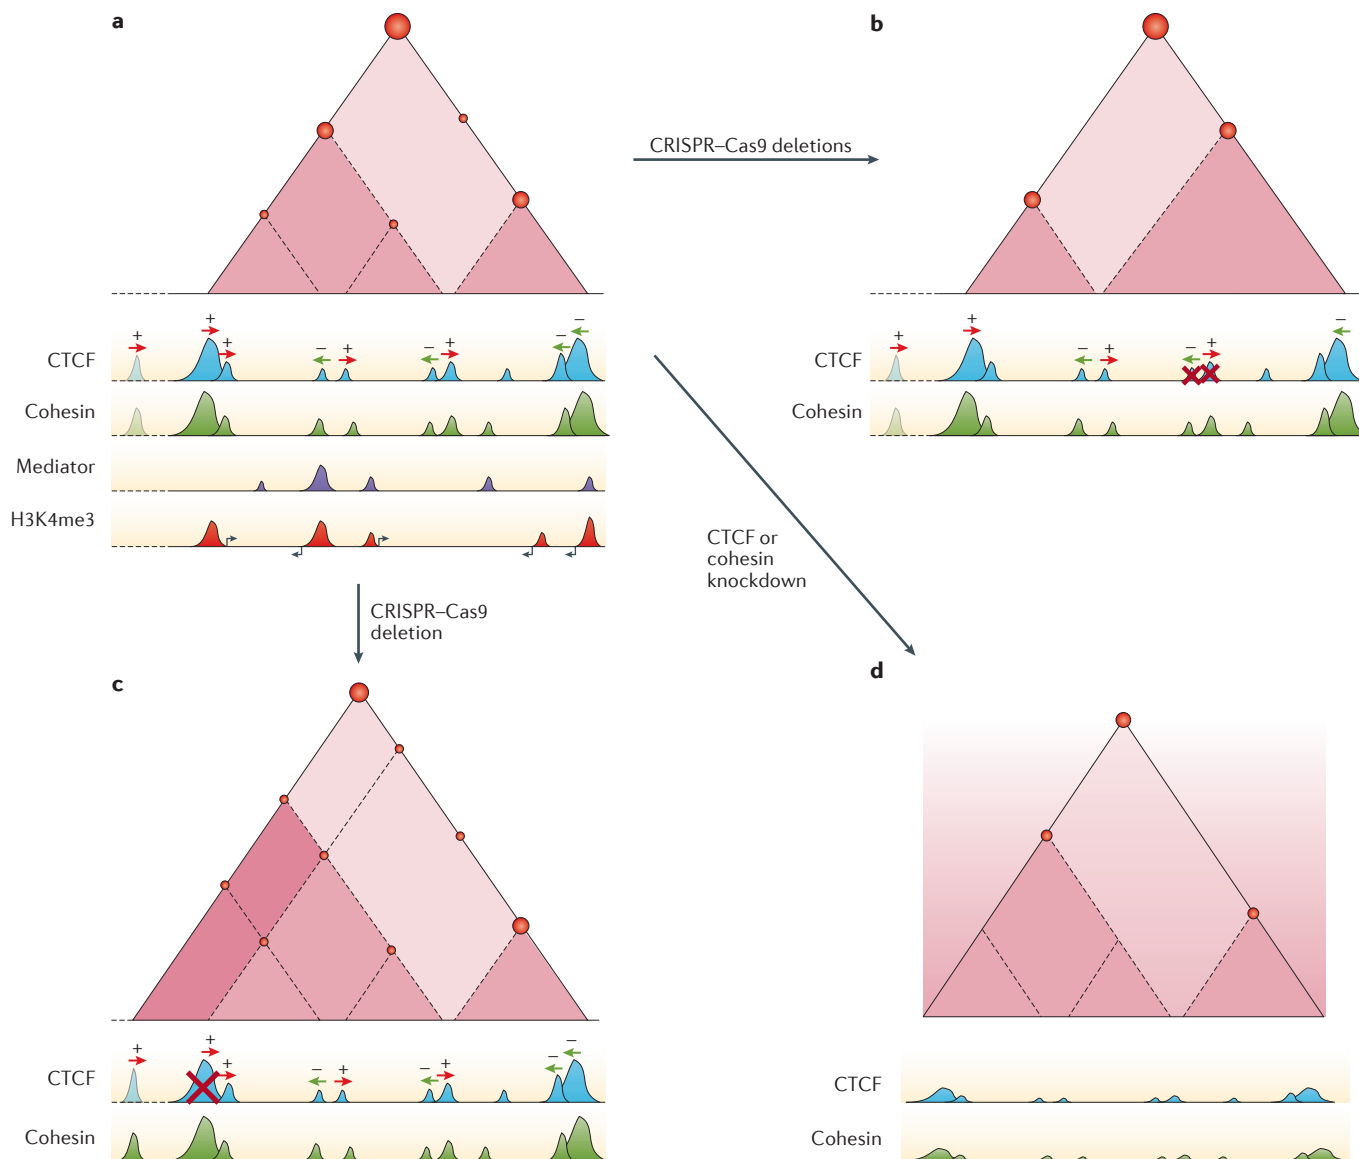 a
b
CRISPR–Cas9 deletions
+ + + − + − + − −
CTCF
Cohesin
Mediator
H3K4me3
+ + − + − + −
CTCF
Cohesin
CTCF or
cohesin
knockdown
CRISPR–Cas9
deletion
c
d
+ + + − + − + − −
CTCF
Cohesin
CTCF
Cohesin